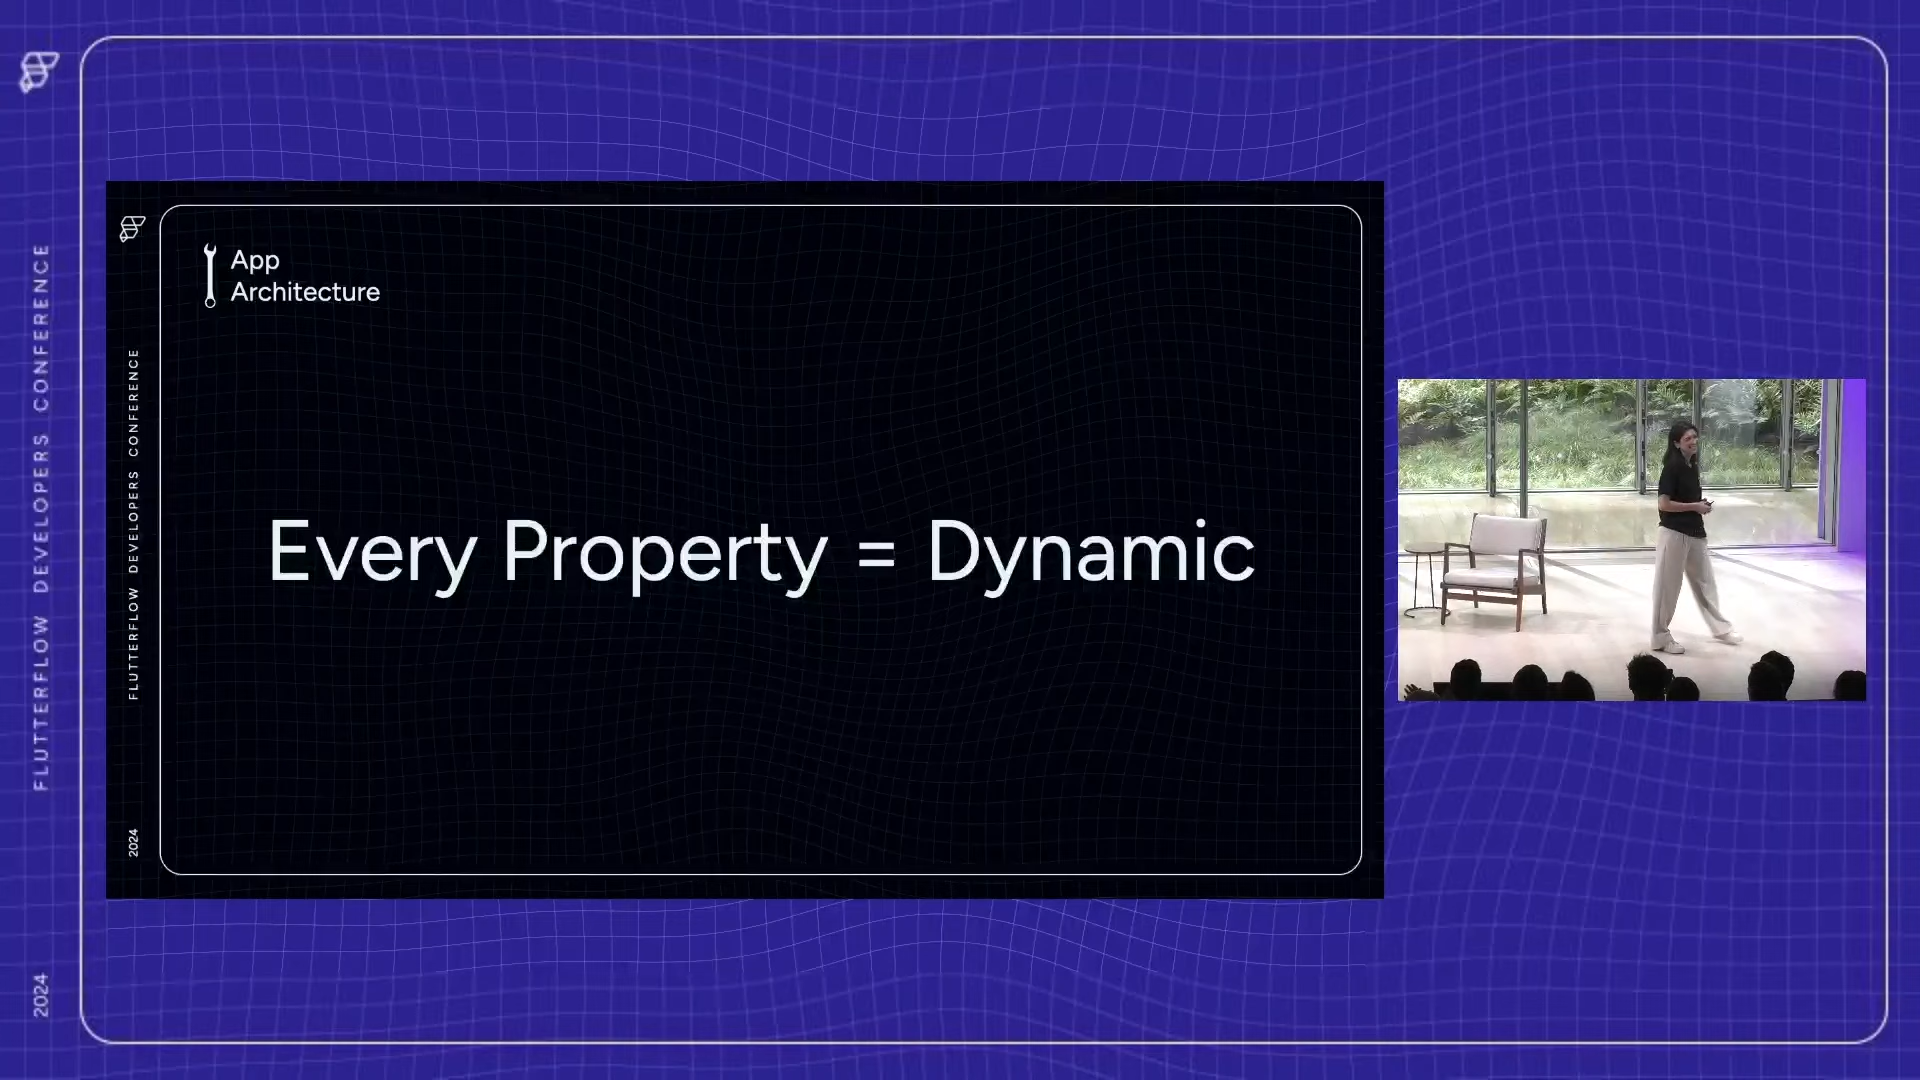 FLUTTERFLOW DEVELOPERS CONFERENCE
2024
App
Architecture
FLUTTERFLOW DEVELOPERS CONFERENCE
2024
Every Property = Dynamic